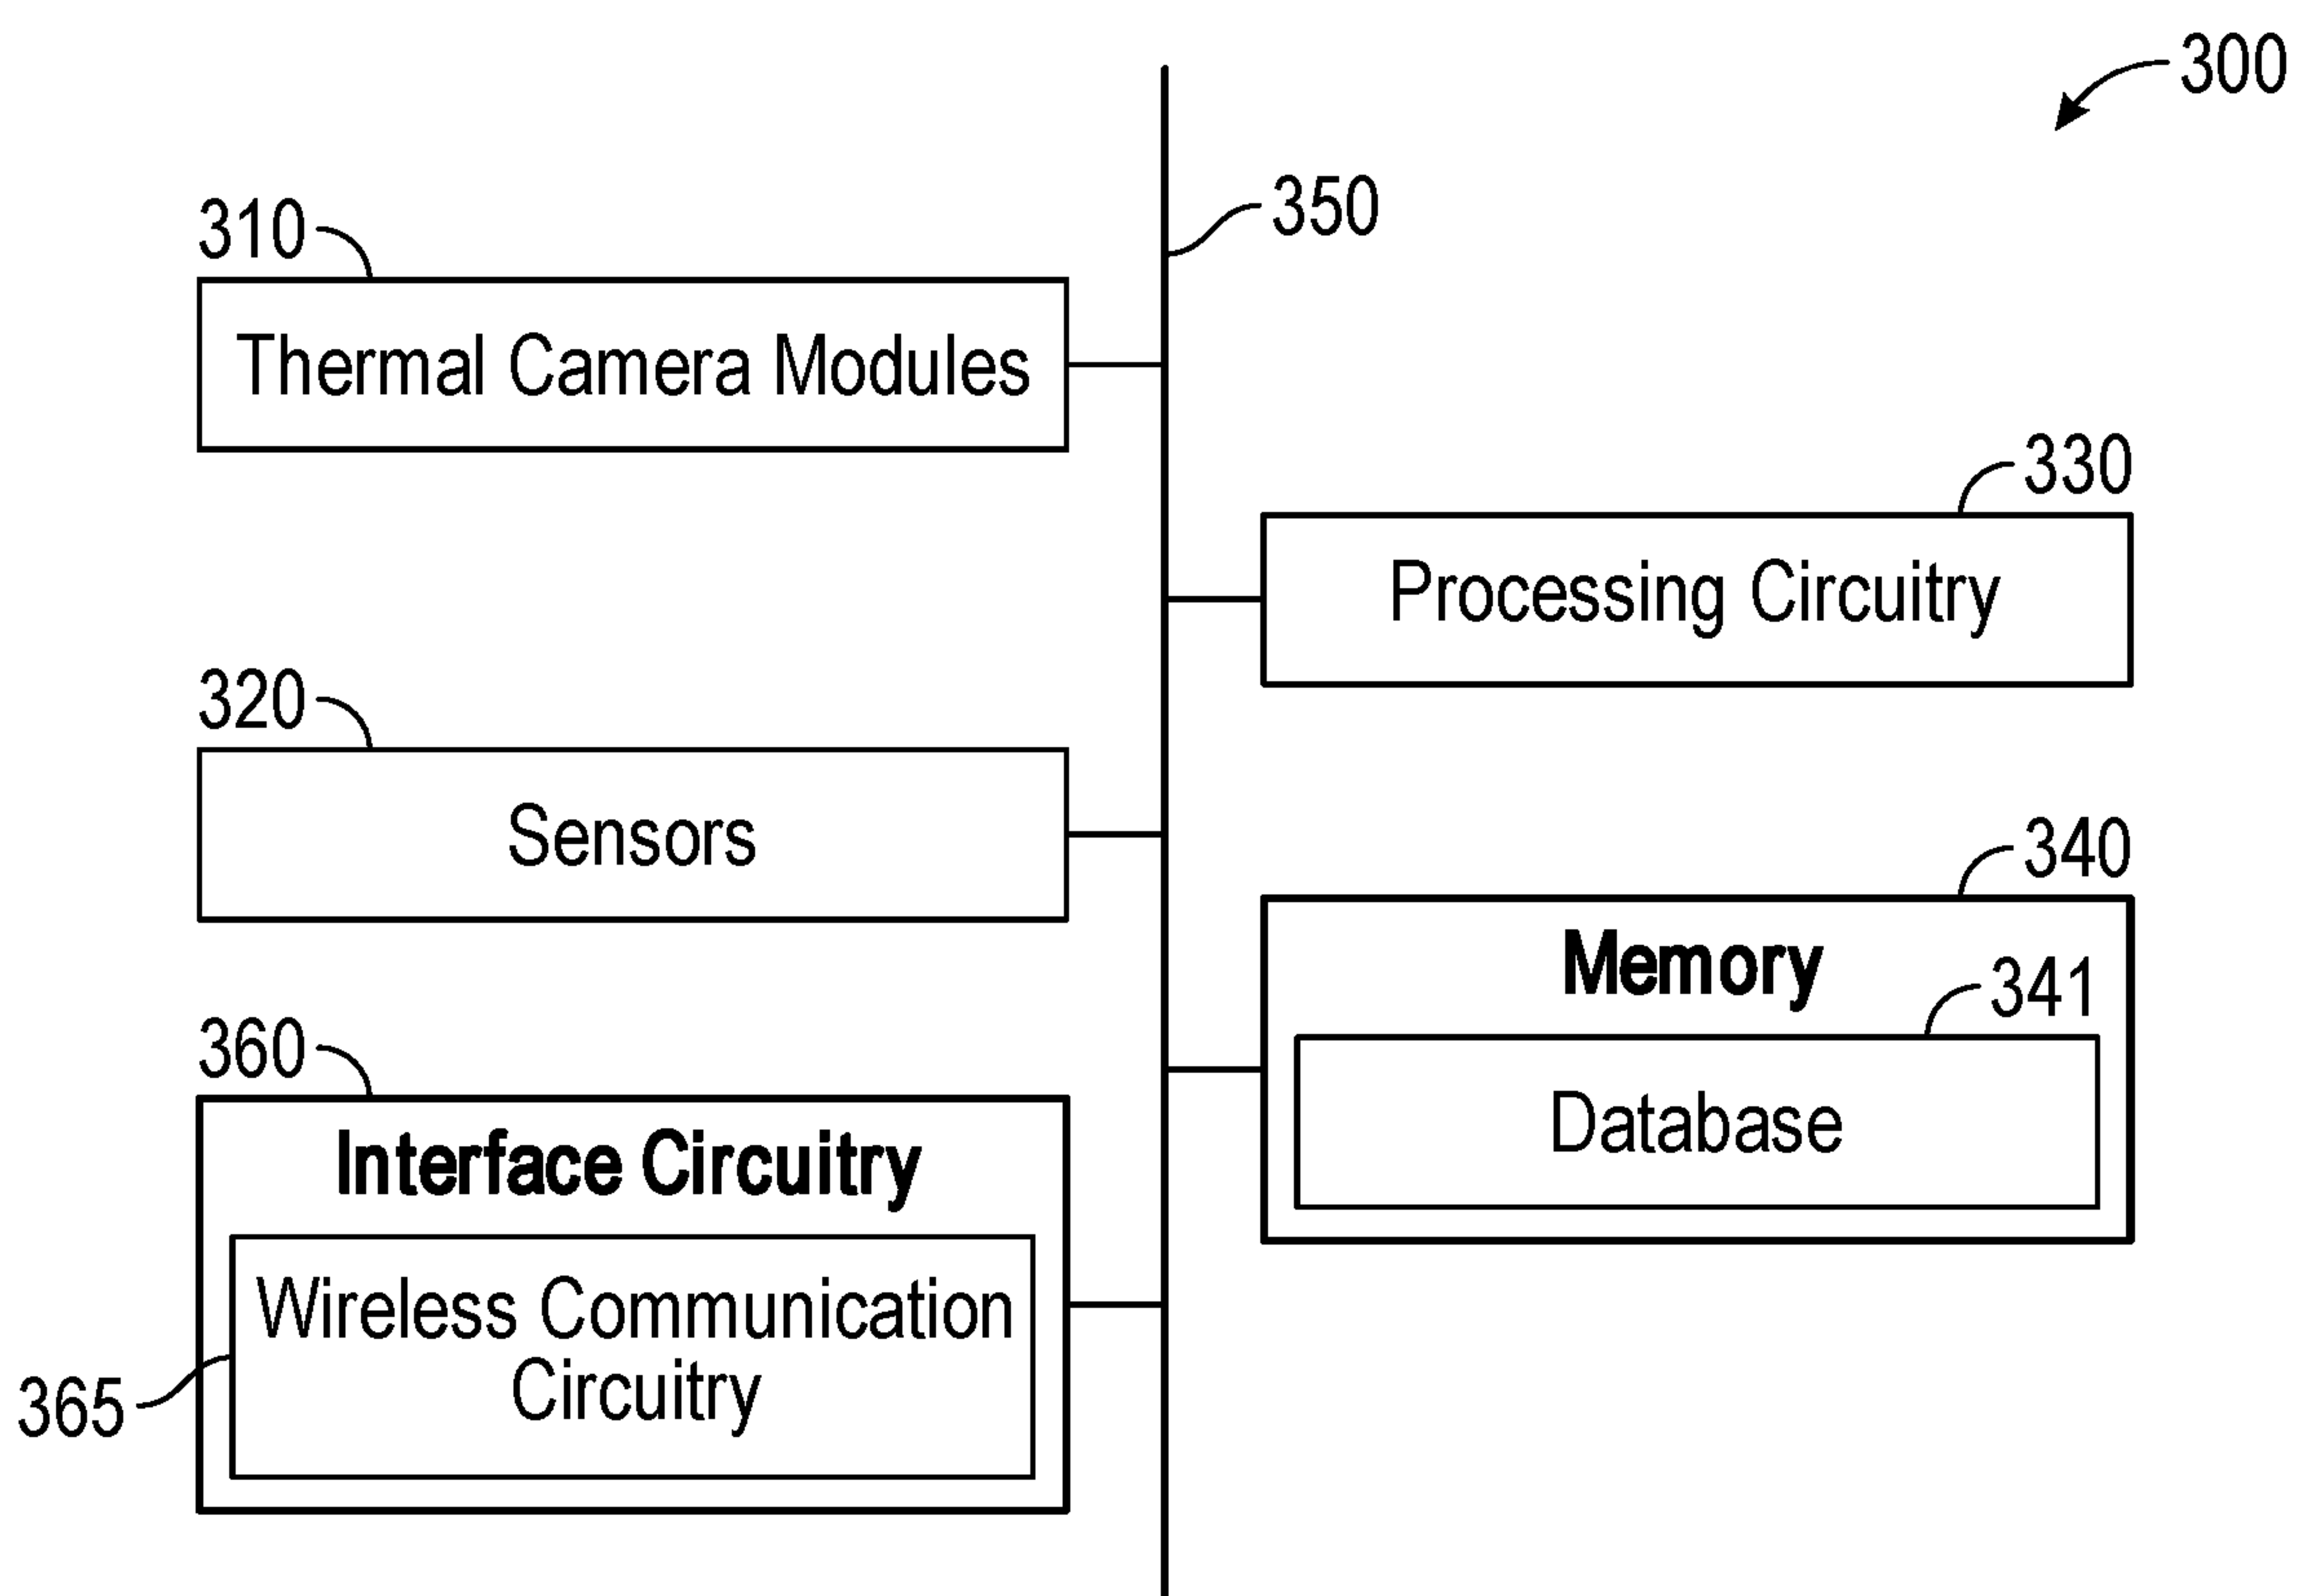 300
350
310
Thermal Camera Modules
330
Processing Circuitry
320
Sensors
340
Memory
341
Database
360
Interface Circuitry
Wireless Communication
Circuitry
365